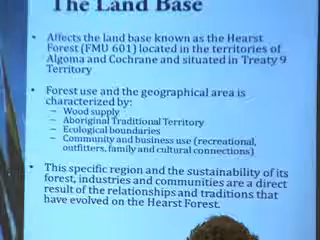 The Land Base
• Affects the land base known as the Hearst
Forest (FMU 601) located in the territories of
Algoma and Cochrane and situated in Treaty 9
Territory
• Forest use and the geographical area is
characterized by:
– Wood supply
– Aboriginal Traditional Territory
– Ecological boundaries
– Community and business use (recreational,
outfitters, family and cultural connections)
• This specific region and the sustainability of its
forest, industries and communities are a direct
result of the relationships and traditions that
have evolved on the Hearst Forest.